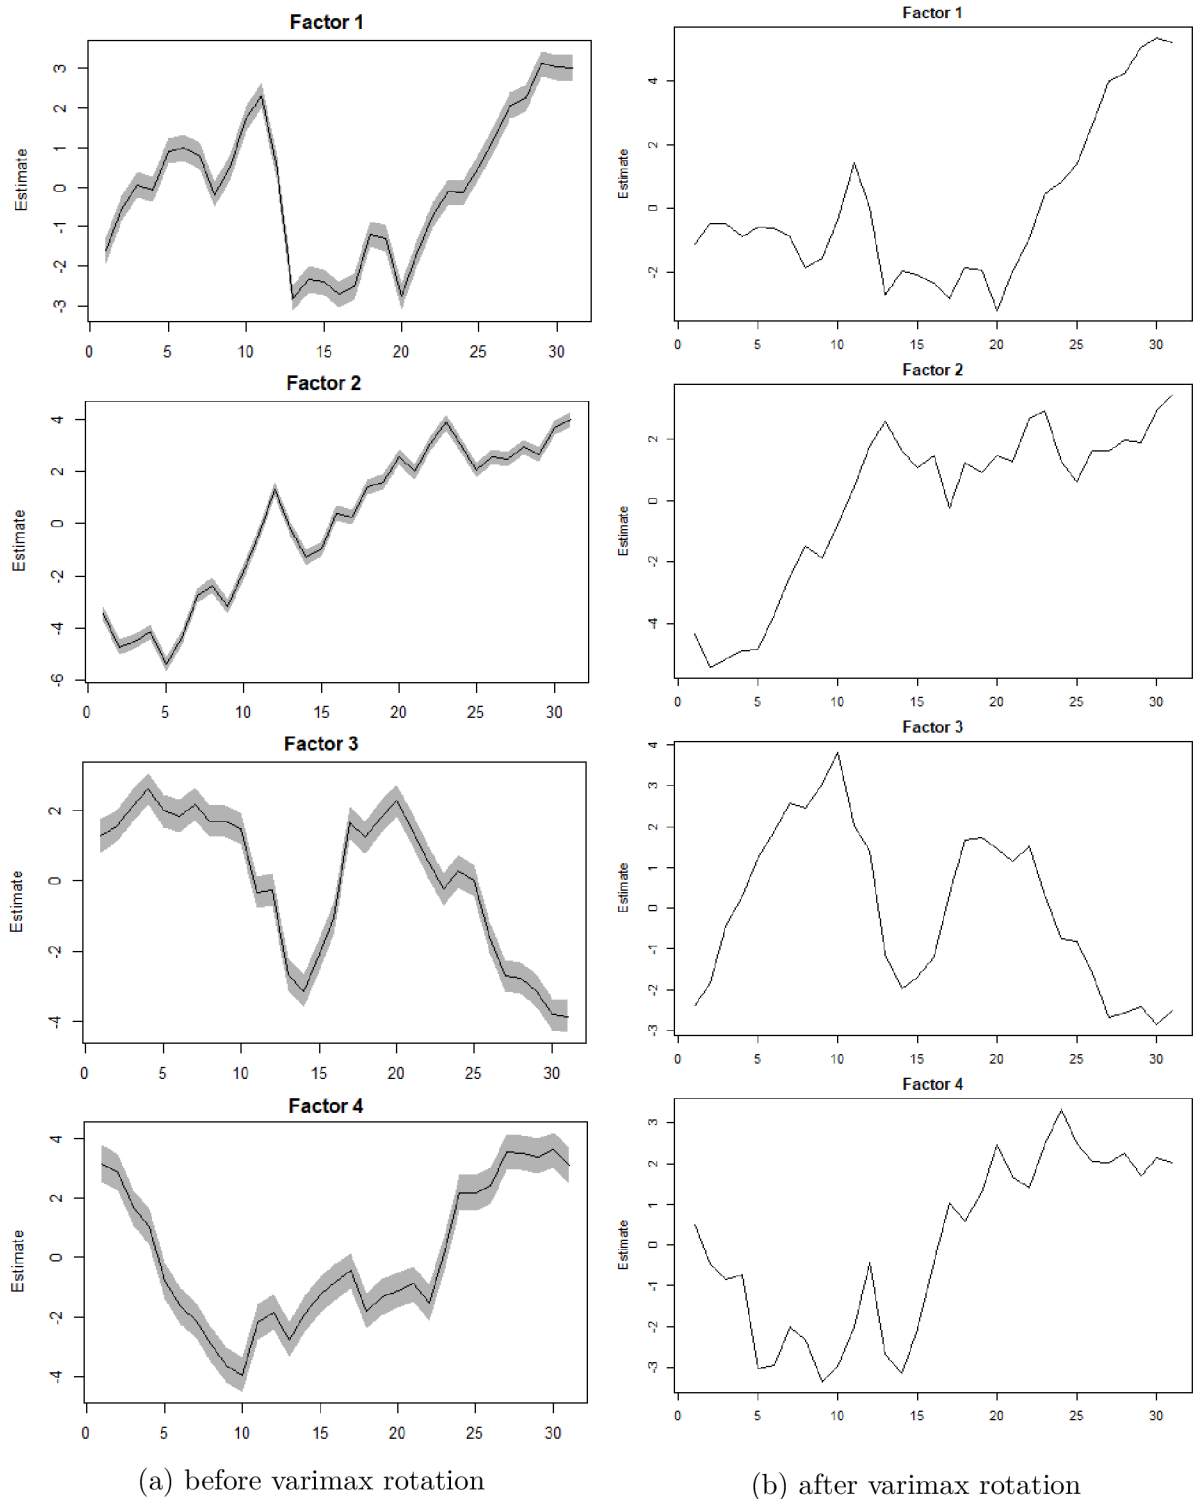 Factor 1
Estimate
3
2
1
0
-1
-2
-3
0 5 10 15 20 25 30
Factor 2
Estimate
4
2
0
-2
-4
-6
0 5 10 15 20 25 30
Factor 3
Estimate
2
0
-2
-4
0 5 10 15 20 25 30
Factor 4
Estimate
4
2
0
-2
-4
0 5 10 15 20 25 30
(a) before varimax rotation
Factor 1
Estimate
4
2
0
-2
0 5 10 15 20 25 30
Factor 2
Estimate
2
0
-2
-4
0 5 10 15 20 25 30
Factor 3
Estimate
4
3
2
1
0
-1
-2
-3
0 5 10 15 20 25 30
Factor 4
Estimate
3
2
1
0
-1
-2
-3
0 5 10 15 20 25 30
(b) after varimax rotation